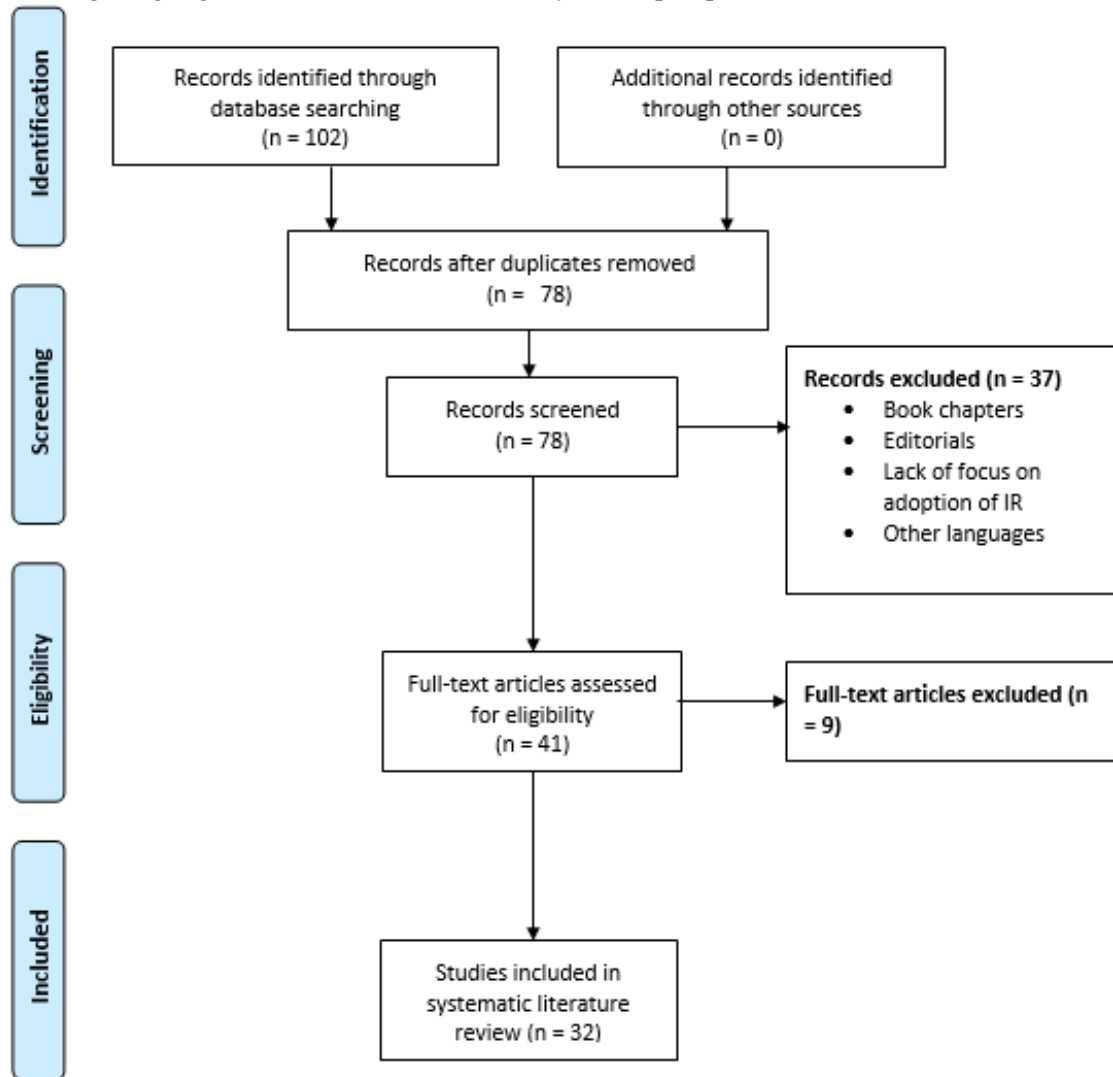 Identification
Records identified through
database searching
(n = 102)
Additional records identified
through other sources
(n = 0)
Records after duplicates removed
(n =   78)
Screening
Records screened
(n = 78)
Records excluded (n = 37)
• Book chapters
• Editorials
• Lack of focus on
adoption of IR
• Other languages
Eligibility
Full-text articles assessed
for eligibility
(n = 41)
Full-text articles excluded (n
= 9)
Included
Studies included in
systematic literature
review (n = 32)